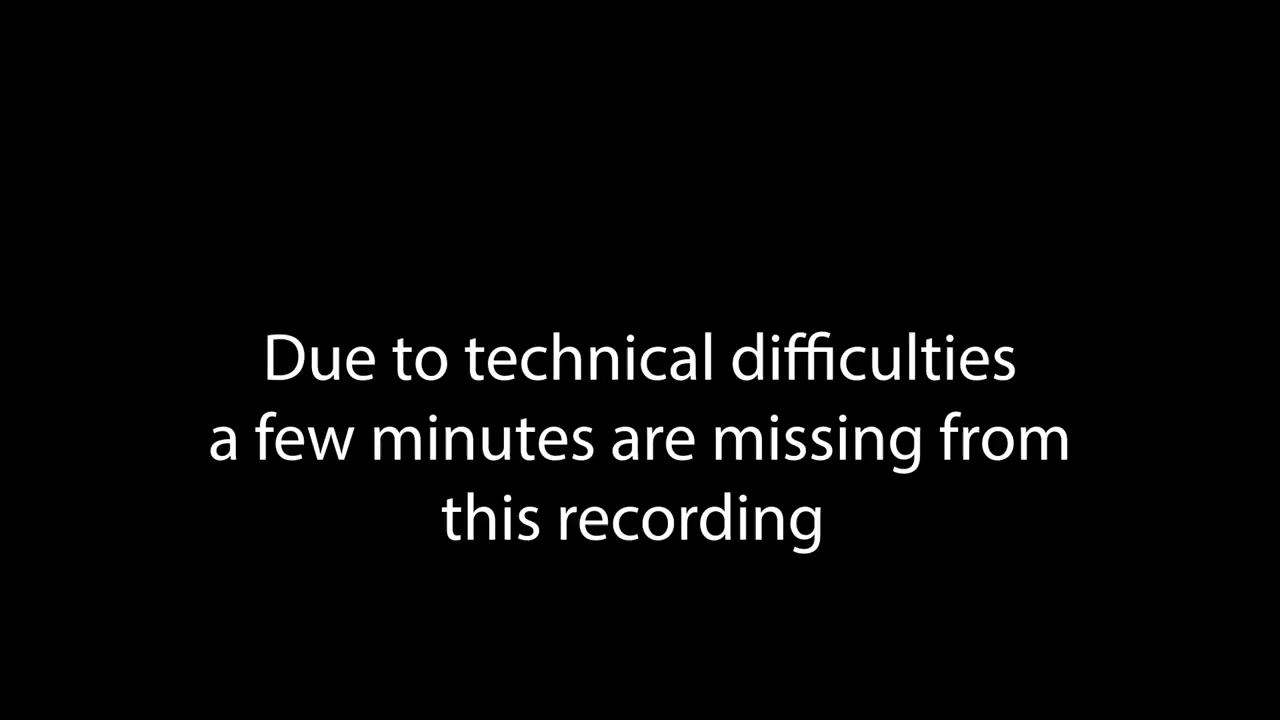 Due to technical difficulties
a few minutes are missing from
this recording